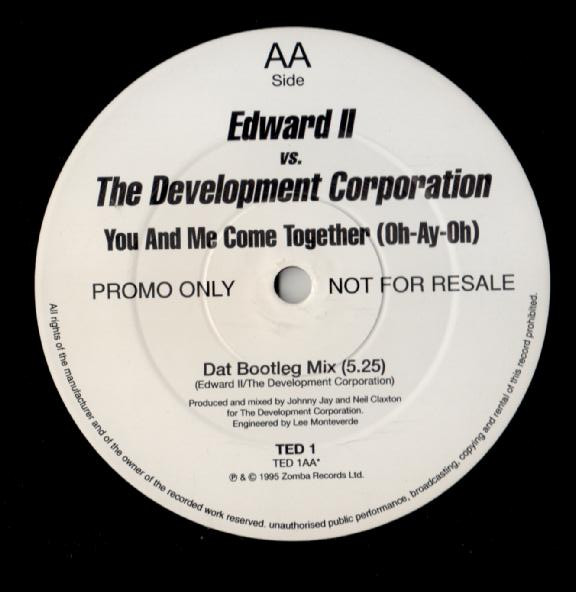 AA
Side
Edward II
vs.
The Development Corporation
You And Me Come Together (Oh-Ay-Oh)
PROMO ONLY NOT FOR RESALE
Dat Bootleg Mix (5.25)
(Edward II/The Development Corporation)
Produced and mixed by Johnny Jay and Neil Claxton
for The Development Corporation.
Engineered by Lee Monteverde
TED 1
TED 1AA*
℗ & © 1995 Zomba Records Ltd.
All rights of the manufacturer and of the owner of the recorded work reserved. unauthorised public performance, broadcasting, copying and rental of this record prohibited.